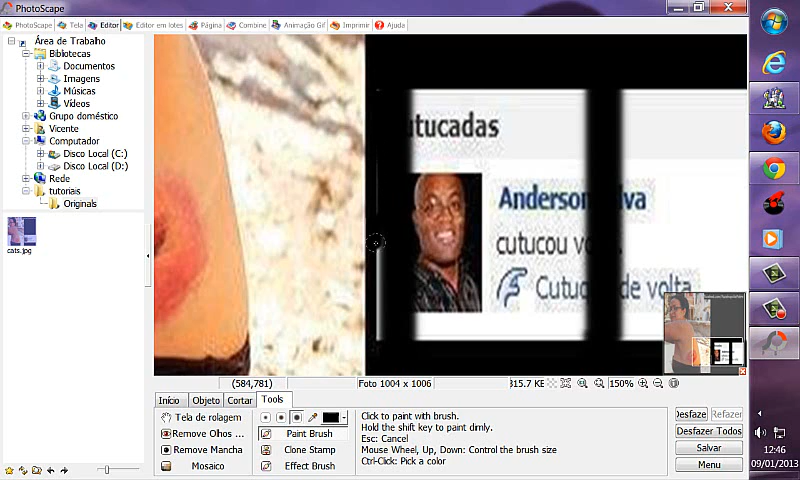 PhotoScape
PhotoScape Tela Editor Editor em lotes Página Combine Animação Gif Imprimir Ajuda
Área de Trabalho
Bibliotecas
Documentos
Imagens
Músicas
Vídeos
Grupo doméstico
Vicente
Computador
Disco Local (C:)
Disco Local (D:)
Rede
tutoriais
Originals
cats.jpg
utucadas
Anderson lva
cutucou v
Cutuc de volta
(584,781)
Foto 1004 x 1006
315.7 KE
150%
Início Objeto Cortar Tools
Tela de rolagem
Remove Olhos ...
Remove Mancha
Mosaico
Paint Brush
Clone Stamp
Effect Brush
Click to paint with brush.
Hold the shift key to paint dimly.
Esc: Cancel
Mouse Wheel, Up, Down: Control the brush size
Ctrl-Click: Pick a color
Desfaze Refazer
Desfazer Todos
Salvar
Menu
12:46
09/01/2013